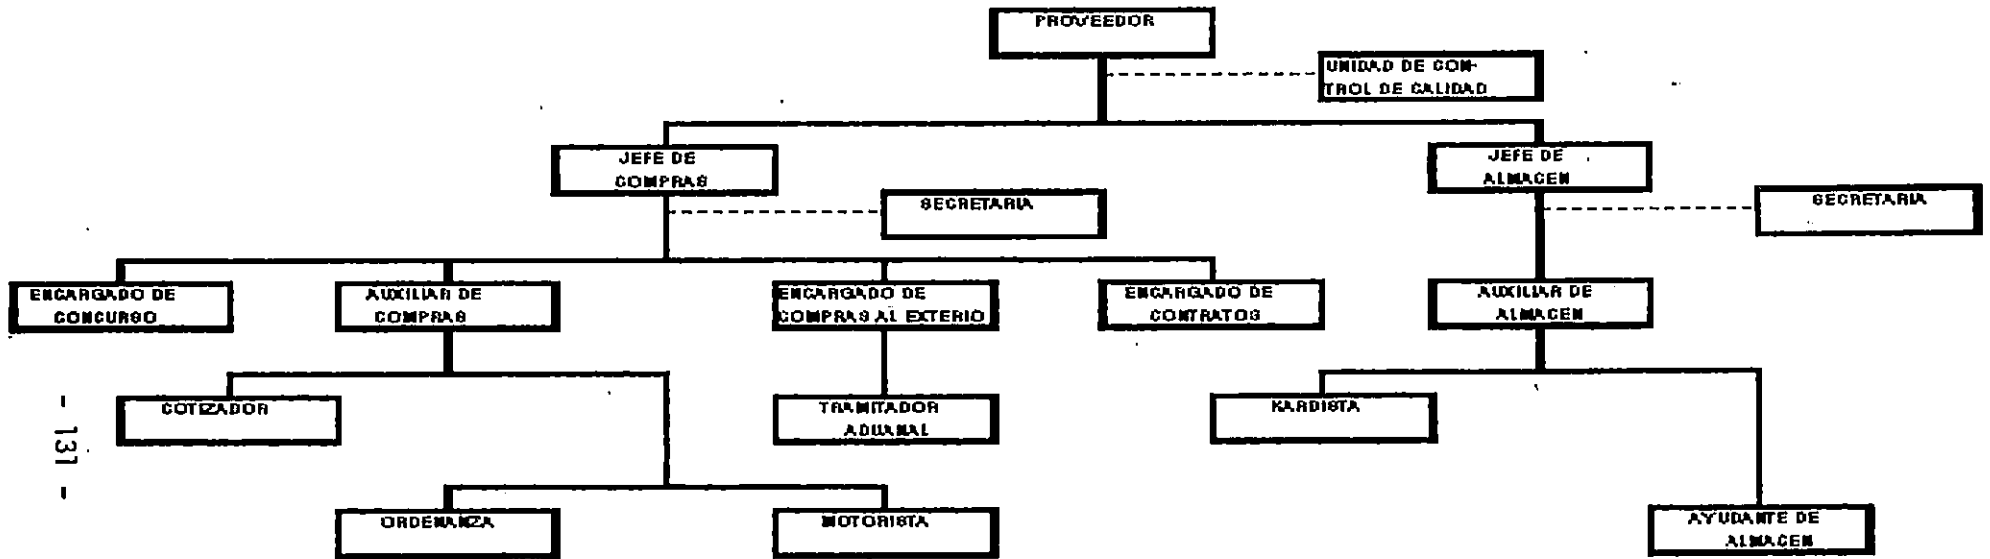 PROVEEDOR
UNIDAD DE CON-
TROL DE CALIDAD
JEFE DE
COMPRAS
JEFE DE
ALMACEN
SECRETARIA
SECRETARIA
ENCARGADO DE
CONCURSO
AUXILIAR DE
COMPRAS
ENCARGADO DE
COMPRAS AL EXTERIO
ENCARGADO DE
CONTRATOS
AUXILIAR DE
ALMACEN
COTIZADOR
TRAMITADOR
ADUANAL
KARDISTA
ORDENANZA
MOTORISTA
AYUDANTE DE
ALMACEN
- 131 -